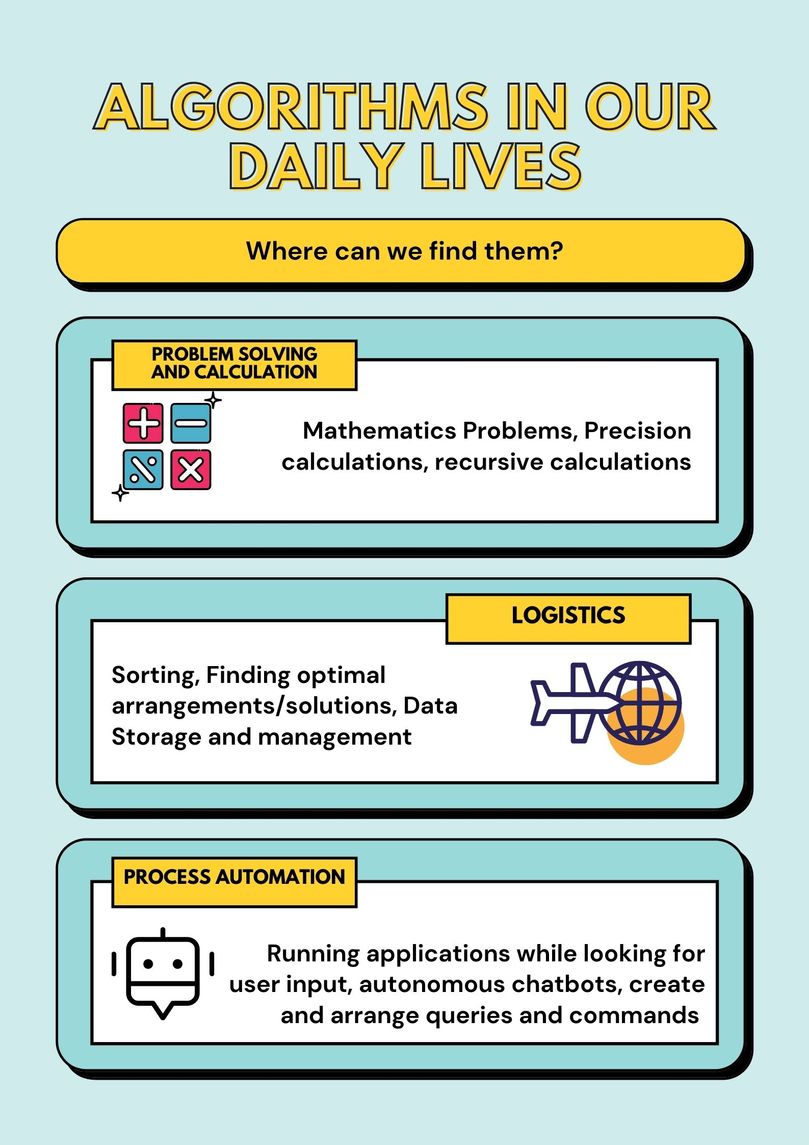 ALGORITHMS IN OUR
DAILY LIVES
Where can we find them?
PROBLEM SOLVING
AND CALCULATION
Mathematics Problems, Precision
calculations, recursive calculations
LOGISTICS
Sorting, Finding optimal
arrangements/solutions, Data
Storage and management
PROCESS AUTOMATION
Running applications while looking for
user input, autonomous chatbots, create
and arrange queries and commands